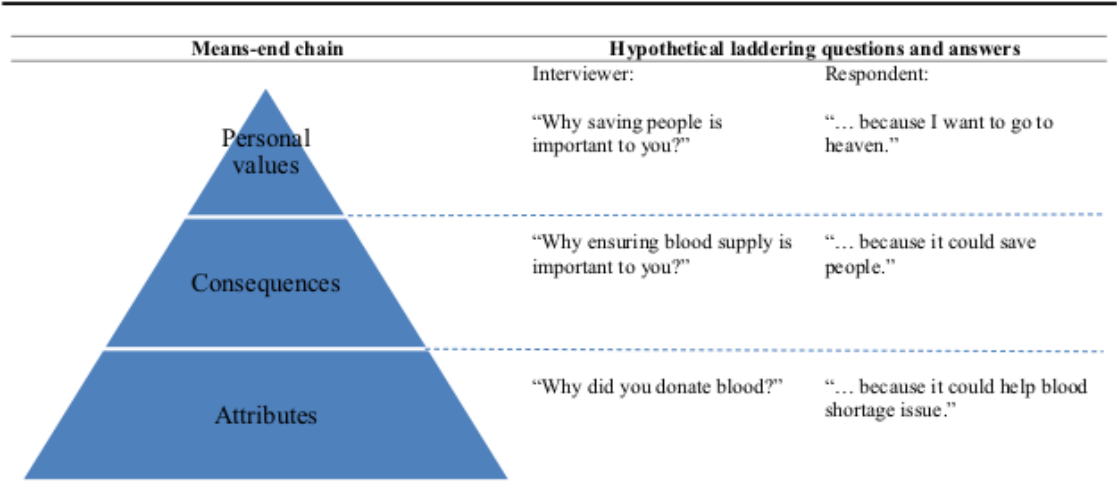 Means-end chain
Hypothetical laddering questions and answers
Interviewer:
Respondent:
Personal
values
“Why saving people is
important to you?”
“… because I want to go to
heaven.”
Consequences
“Why ensuring blood supply is
important to you?”
“… because it could save
people.”
Attributes
“Why did you donate blood?”
“… because it could help blood
shortage issue.”